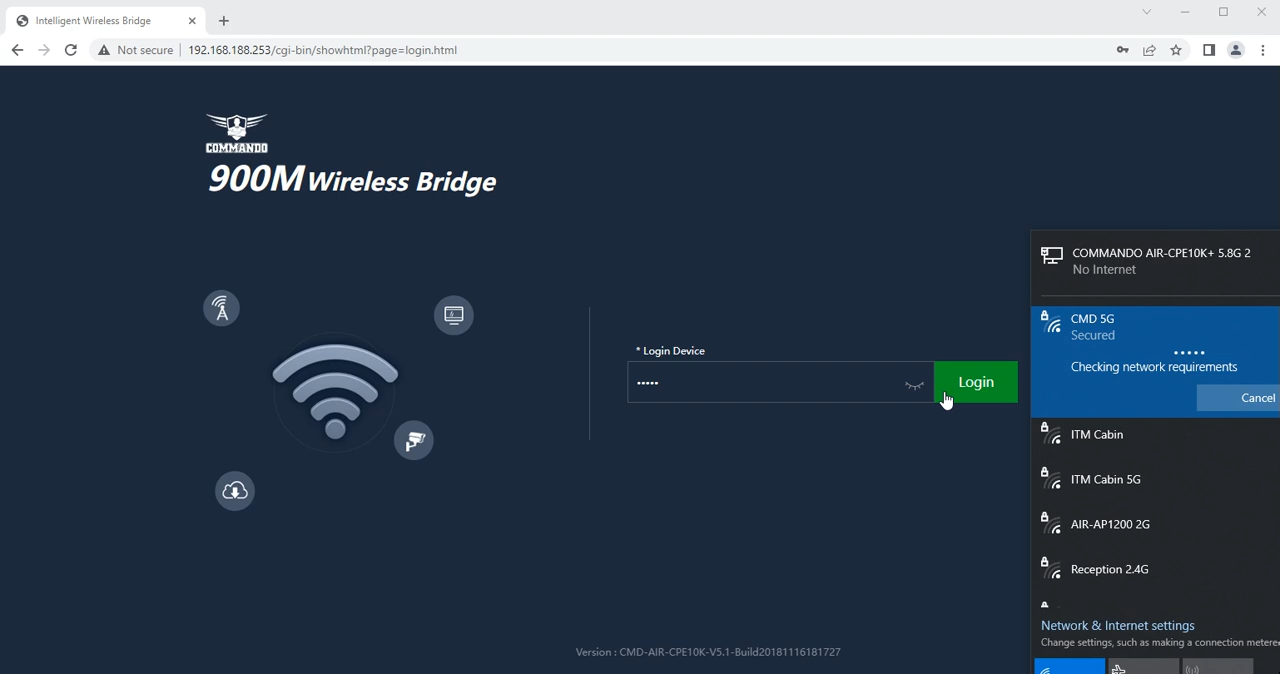 Intelligent Wireless Bridge
Not secure
192.168.188.253/cgi-bin/showhtml?page=login.html
COMMANDO
900M Wireless Bridge
* Login Device
•••••
Login
Version : CMD-AIR-CPE10K-V5.1-Build20181116181727
COMMANDO AIR-CPE10K+ 5.8G 2
No Internet
CMD 5G
Secured
Checking network requirements
Cancel
ITM Cabin
ITM Cabin 5G
AIR-AP1200 2G
Reception 2.4G
Network & Internet settings
Change settings, such as making a connection metere